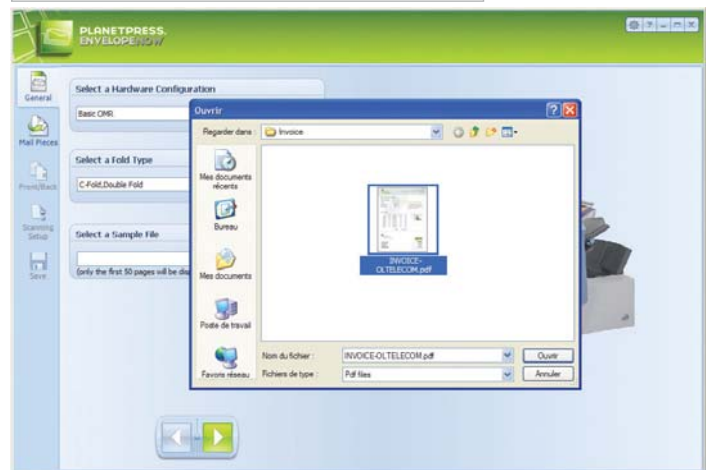 PLANETPRESS.
ENVELOPENOW
General
Mail Pieces
Front/Back
Scanning
Setup
Save
Select a Hardware Configuration
Basic OMR
Select a Fold Type
C-Fold,Double Fold
Select a Sample File
(only the first 50 pages will be
Ouvrir
Regarder dans :
Invoice
Mes documents
récents
Bureau
Mes documents
Poste de travail
Favoris réseau
INVOICE-
OLTELECOM.pdf
Nom du fichier :
INVOICE-OLTELECOM.pdf
Ouvrir
Fichiers de type :
Pdf files
Annuler